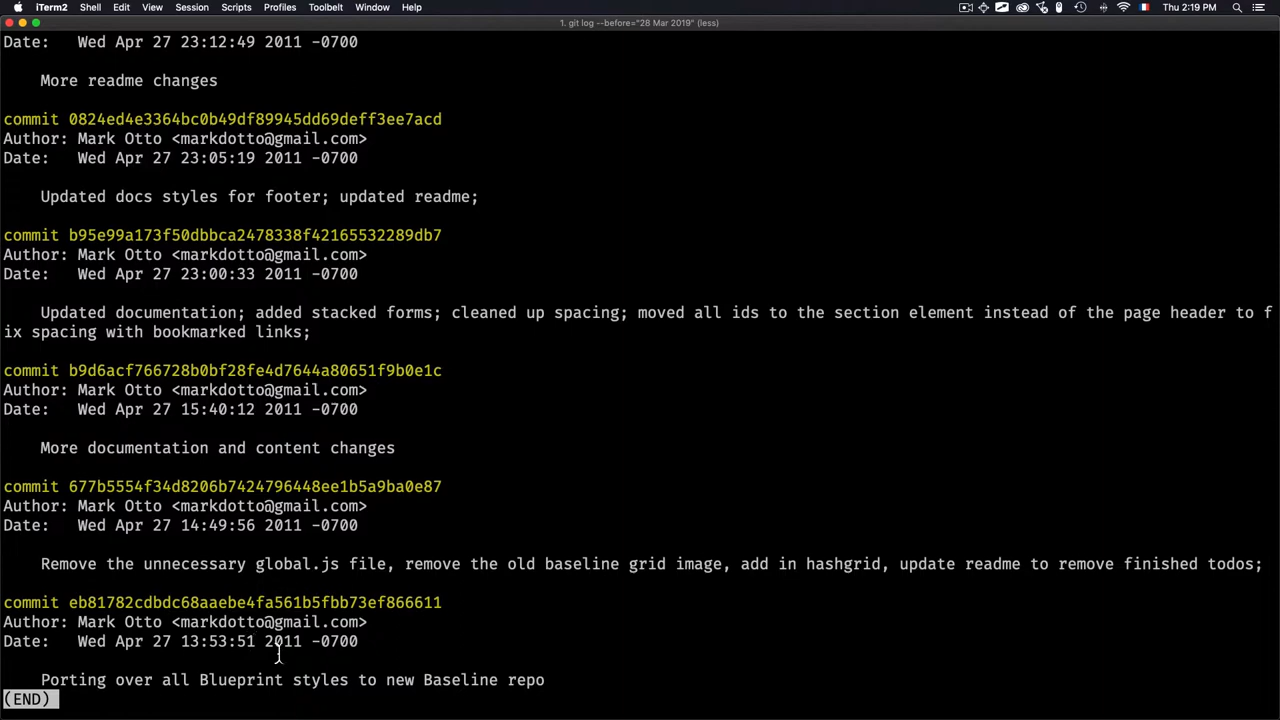 iTerm2 Shell Edit View Session Scripts Profiles Toolbelt Window Help Thu 2:19 PM
1. git log --before="28 Mar 2019" (less)
Date:   Wed Apr 27 23:12:49 2011 -0700
More readme changes
commit 0824ed4e3364bc0b49df89945dd69deff3ee7acd
Author: Mark Otto <markdotto@gmail.com>
Date:   Wed Apr 27 23:05:19 2011 -0700
Updated docs styles for footer; updated readme;
commit b95e99a173f50dbbca2478338f42165532289db7
Author: Mark Otto <markdotto@gmail.com>
Date:   Wed Apr 27 23:00:33 2011 -0700
Updated documentation; added stacked forms; cleaned up spacing; moved all ids to the section element instead of the page header to f
ix spacing with bookmarked links;
commit b9d6acf766728b0bf28fe4d7644a80651f9b0e1c
Author: Mark Otto <markdotto@gmail.com>
Date:   Wed Apr 27 15:40:12 2011 -0700
More documentation and content changes
commit 677b5554f34d8206b7424796448ee1b5a9ba0e87
Author: Mark Otto <markdotto@gmail.com>
Date:   Wed Apr 27 14:49:56 2011 -0700
Remove the unnecessary global.js file, remove the old baseline grid image, add in hashgrid, update readme to remove finished todos;
commit eb81782cdbdc68aaebe4fa561b5fbb73ef866611
Author: Mark Otto <markdotto@gmail.com>
Date:   Wed Apr 27 13:53:51 2011 -0700
Porting over all Blueprint styles to new Baseline repo
(END)